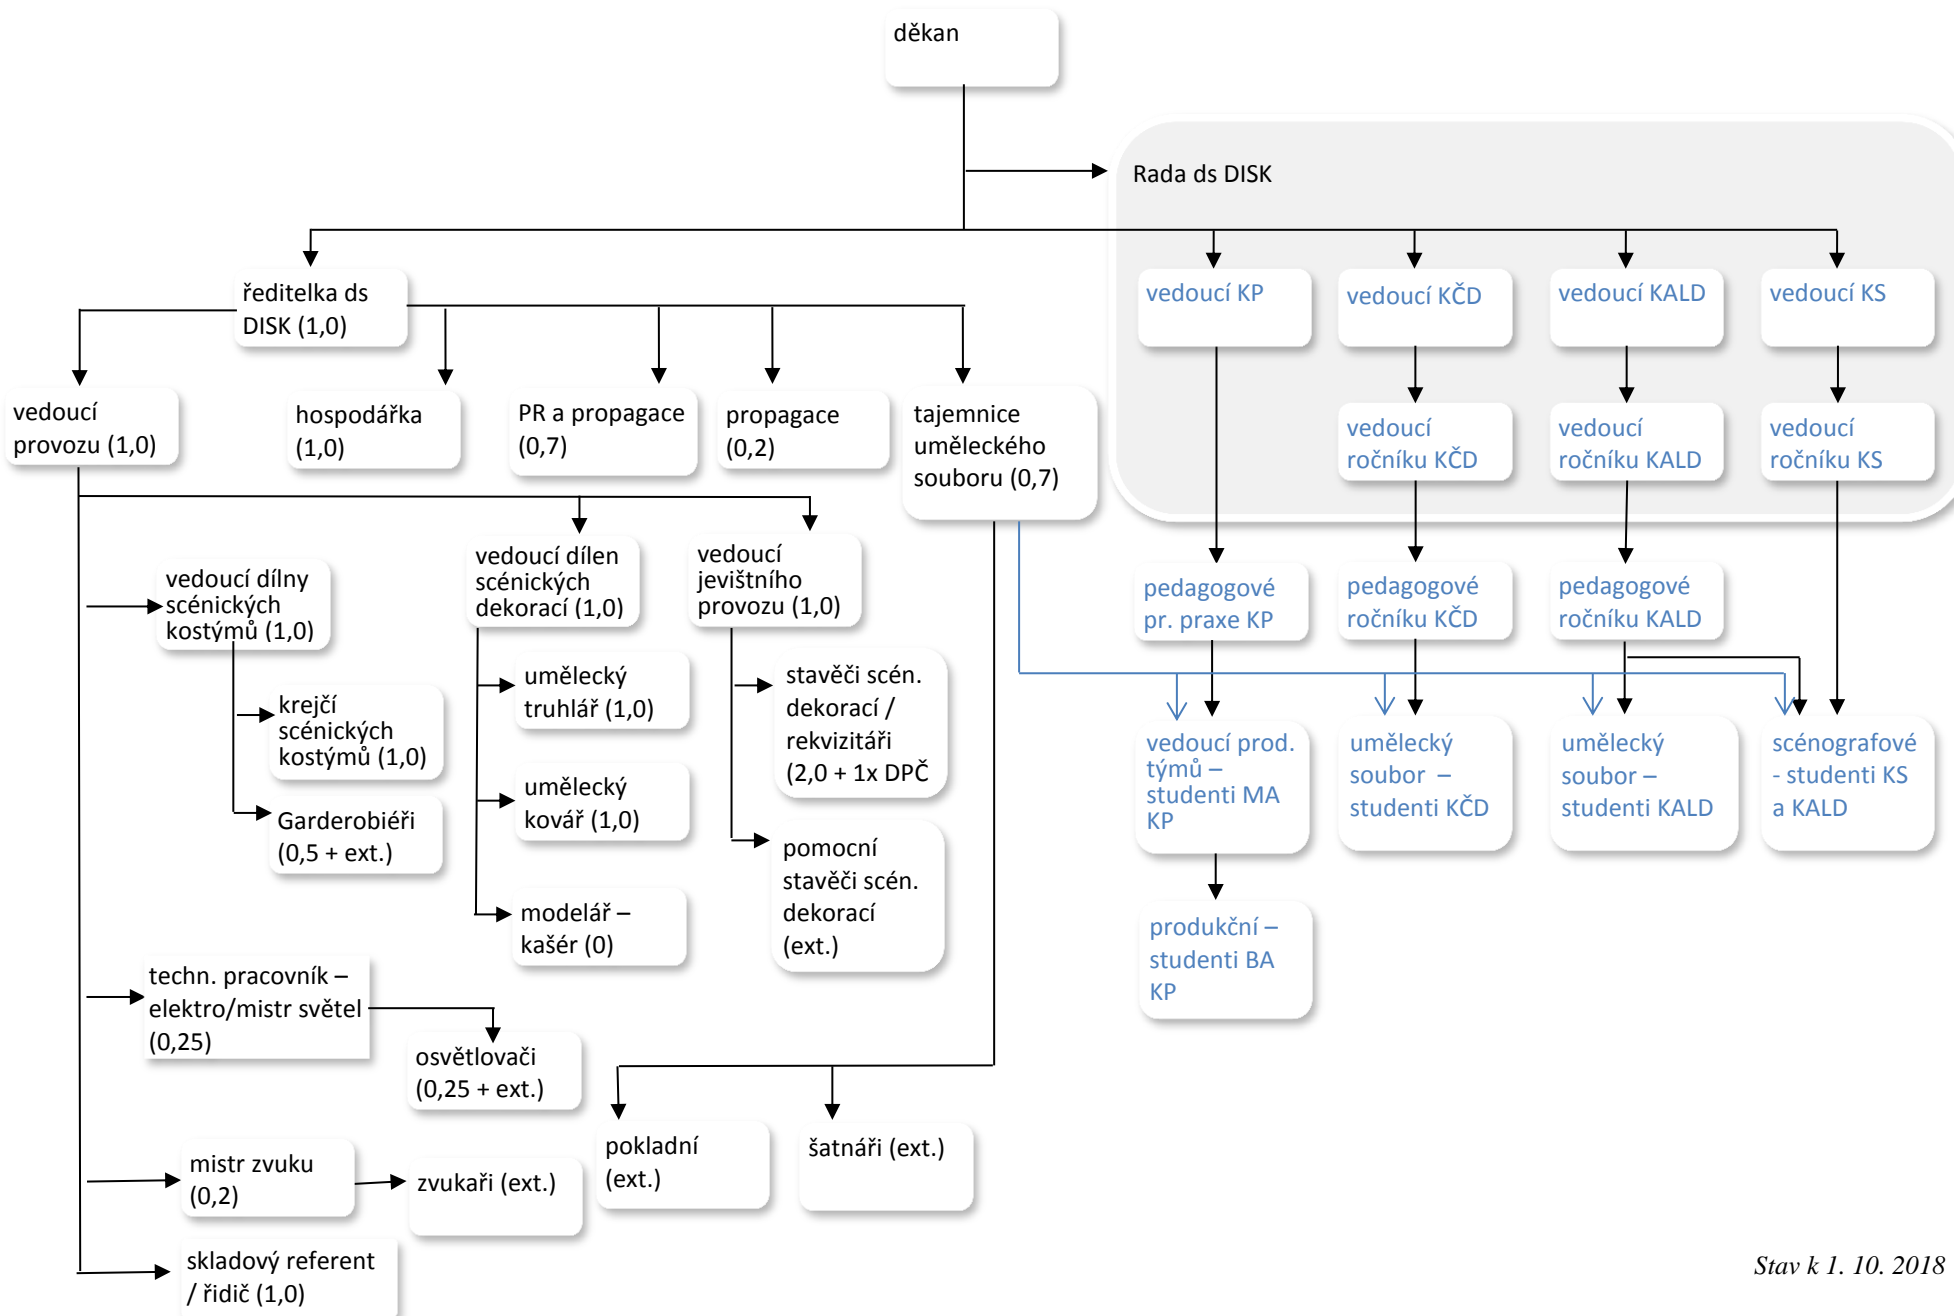 děkan
Rada ds DISK
ředitelka ds
DISK (1,0)
vedoucí KP
vedoucí KČD
vedoucí KALD
vedoucí KS
vedoucí
provozu (1,0)
hospodářka
(1,0)
PR a propagace
(0,7)
propagace
(0,2)
tajemnice
uměleckého
souboru (0,7)
vedoucí
ročníku KČD
vedoucí
ročníku KALD
vedoucí
ročníku KS
vedoucí dílny
scénických
kostýmů (1,0)
vedoucí dílen
scénických
dekorací (1,0)
vedoucí
jevištního
provozu (1,0)
pedagogové
pr. praxe KP
pedagogové
ročníku KČD
pedagogové
ročníku KALD
krejčí
scénických
kostýmů (1,0)
umělecký
truhlář (1,0)
stavěči scén.
dekorací /
rekvizitáři
(2,0 + 1x DPČ
vedoucí prod.
týmů –
studenti MA
KP
umělecký
soubor –
studenti KČD
umělecký
soubor –
studenti KALD
scénografové
- studenti KS
a KALD
Garderobiéři
(0,5 + ext.)
umělecký
kovář (1,0)
pomocní
stavěči scén.
dekorací
(ext.)
modelář –
kašér (0)
produkční –
studenti BA
KP
techn. pracovník –
elektro/mistr světel
(0,25)
osvětlovači
(0,25 + ext.)
pokladní
(ext.)
šatnáři (ext.)
mistr zvuku
(0,2)
zvukaři (ext.)
skladový referent
/ řidič (1,0)
Stav k 1. 10. 2018